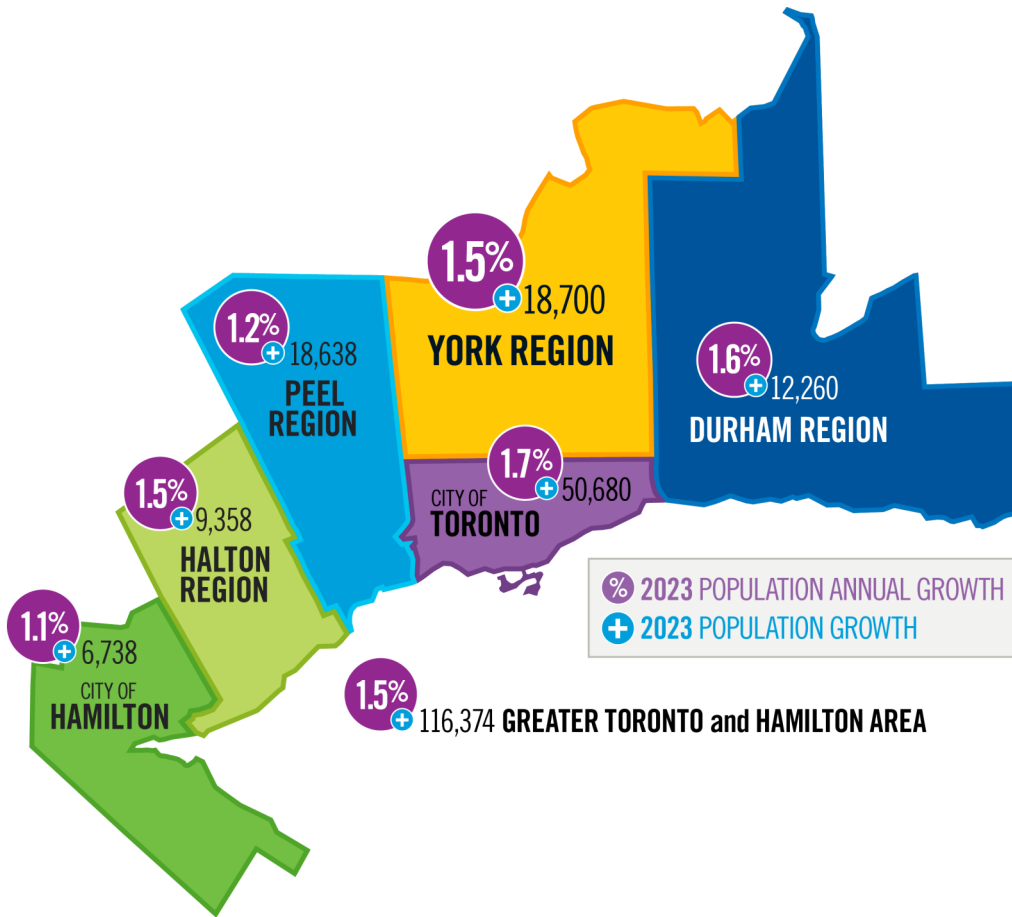 1.5%
+18,700
YORK REGION
1.2%
+18,638
PEEL
REGION
1.6%
+12,260
DURHAM REGION
1.7%
+50,680
CITY OF
TORONTO
1.5%
+9,358
HALTON
REGION
1.1%
+6,738
CITY OF
HAMILTON
% 2023 POPULATION ANNUAL GROWTH
+ 2023 POPULATION GROWTH
1.5%
+116,374 GREATER TORONTO and HAMILTON AREA